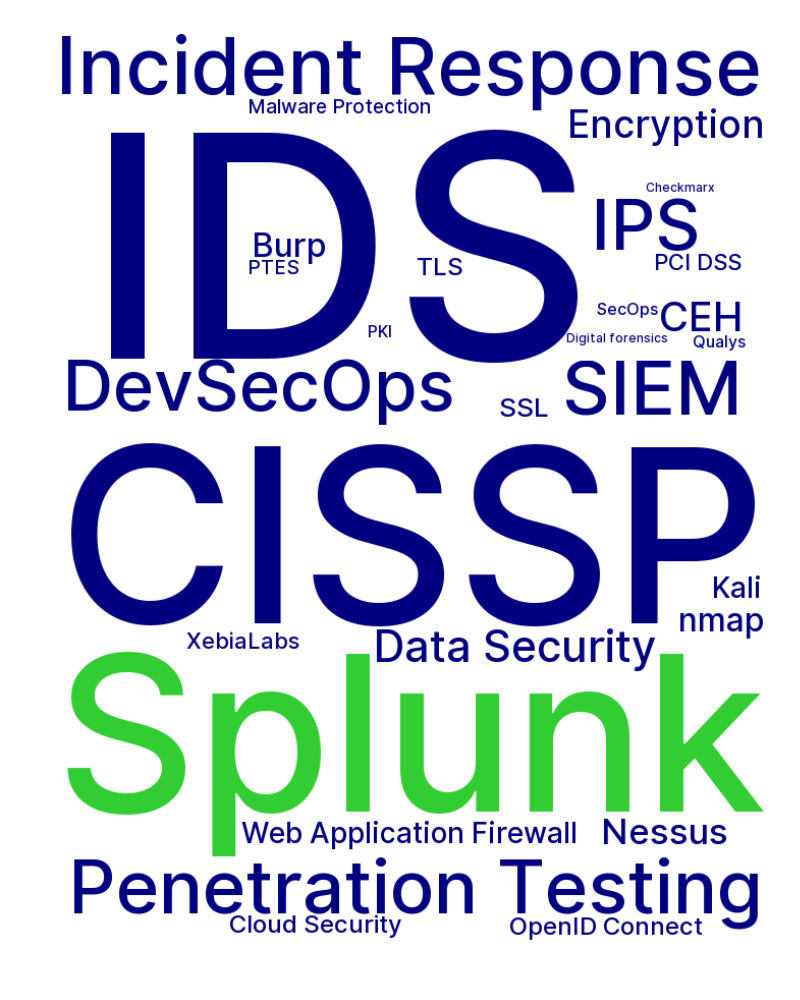 Incident Response
Malware Protection
Encryption
IDS
Checkmarx
IPS
Burp
PTES
TLS
PCI DSS
SecOps
CEH
PKI
Digital forensics
Qualys
DevSecOps
SSL
SIEM
CISSP
Kali
nmap
XebiaLabs
Data Security
Splunk
Web Application Firewall
Nessus
Penetration Testing
Cloud Security
OpenID Connect